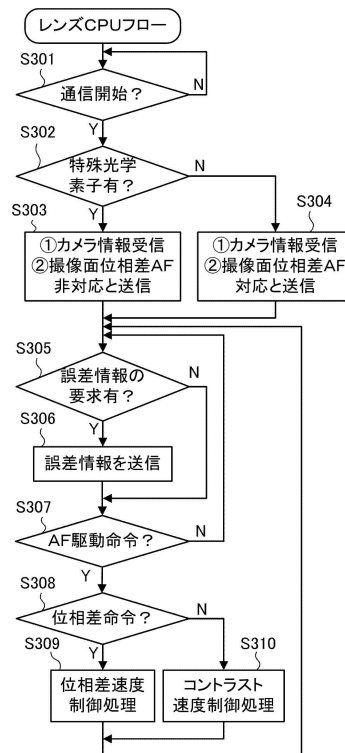 レンズCPUフロー
S301
通信開始？
N
Y
S302
特殊光学
素子有？
N
Y
S303
①カメラ情報受信
②撮像面位相差AF
非対応と送信
S304
①カメラ情報受信
②撮像面位相差AF
対応と送信
S305
誤差情報の
要求有？
N
Y
S306
誤差情報を送信
S307
AF駆動命令？
N
Y
S308
位相差命令？
N
Y
S309
位相差速度
制御処理
S310
コントラスト
速度制御処理